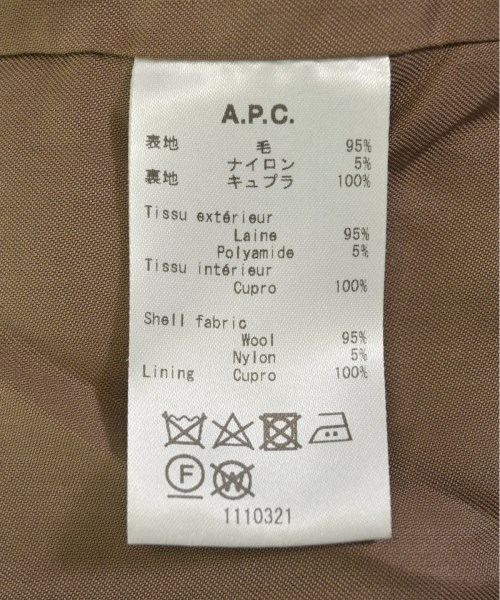 A.P.C.
表地 毛 95%
ナイロン 5%
裏地 キュプラ 100%
Tissu extérieur
Laine 95%
Polyamide 5%
Tissu intérieur
Cupro 100%
Shell fabric
Wool 95%
Nylon 5%
Lining Cupro 100%
F W
1110321